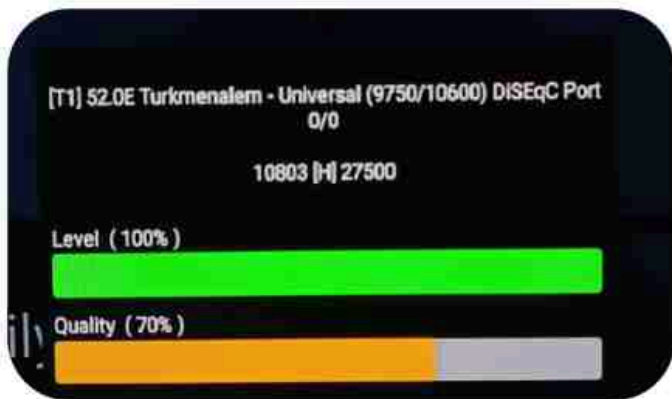 [T1] 52.0E Turkmenalem - Universal (9750/10600) DiSEqC Port
0/0
10803 [H] 27500
Level ( 100% )
Quality ( 70% )